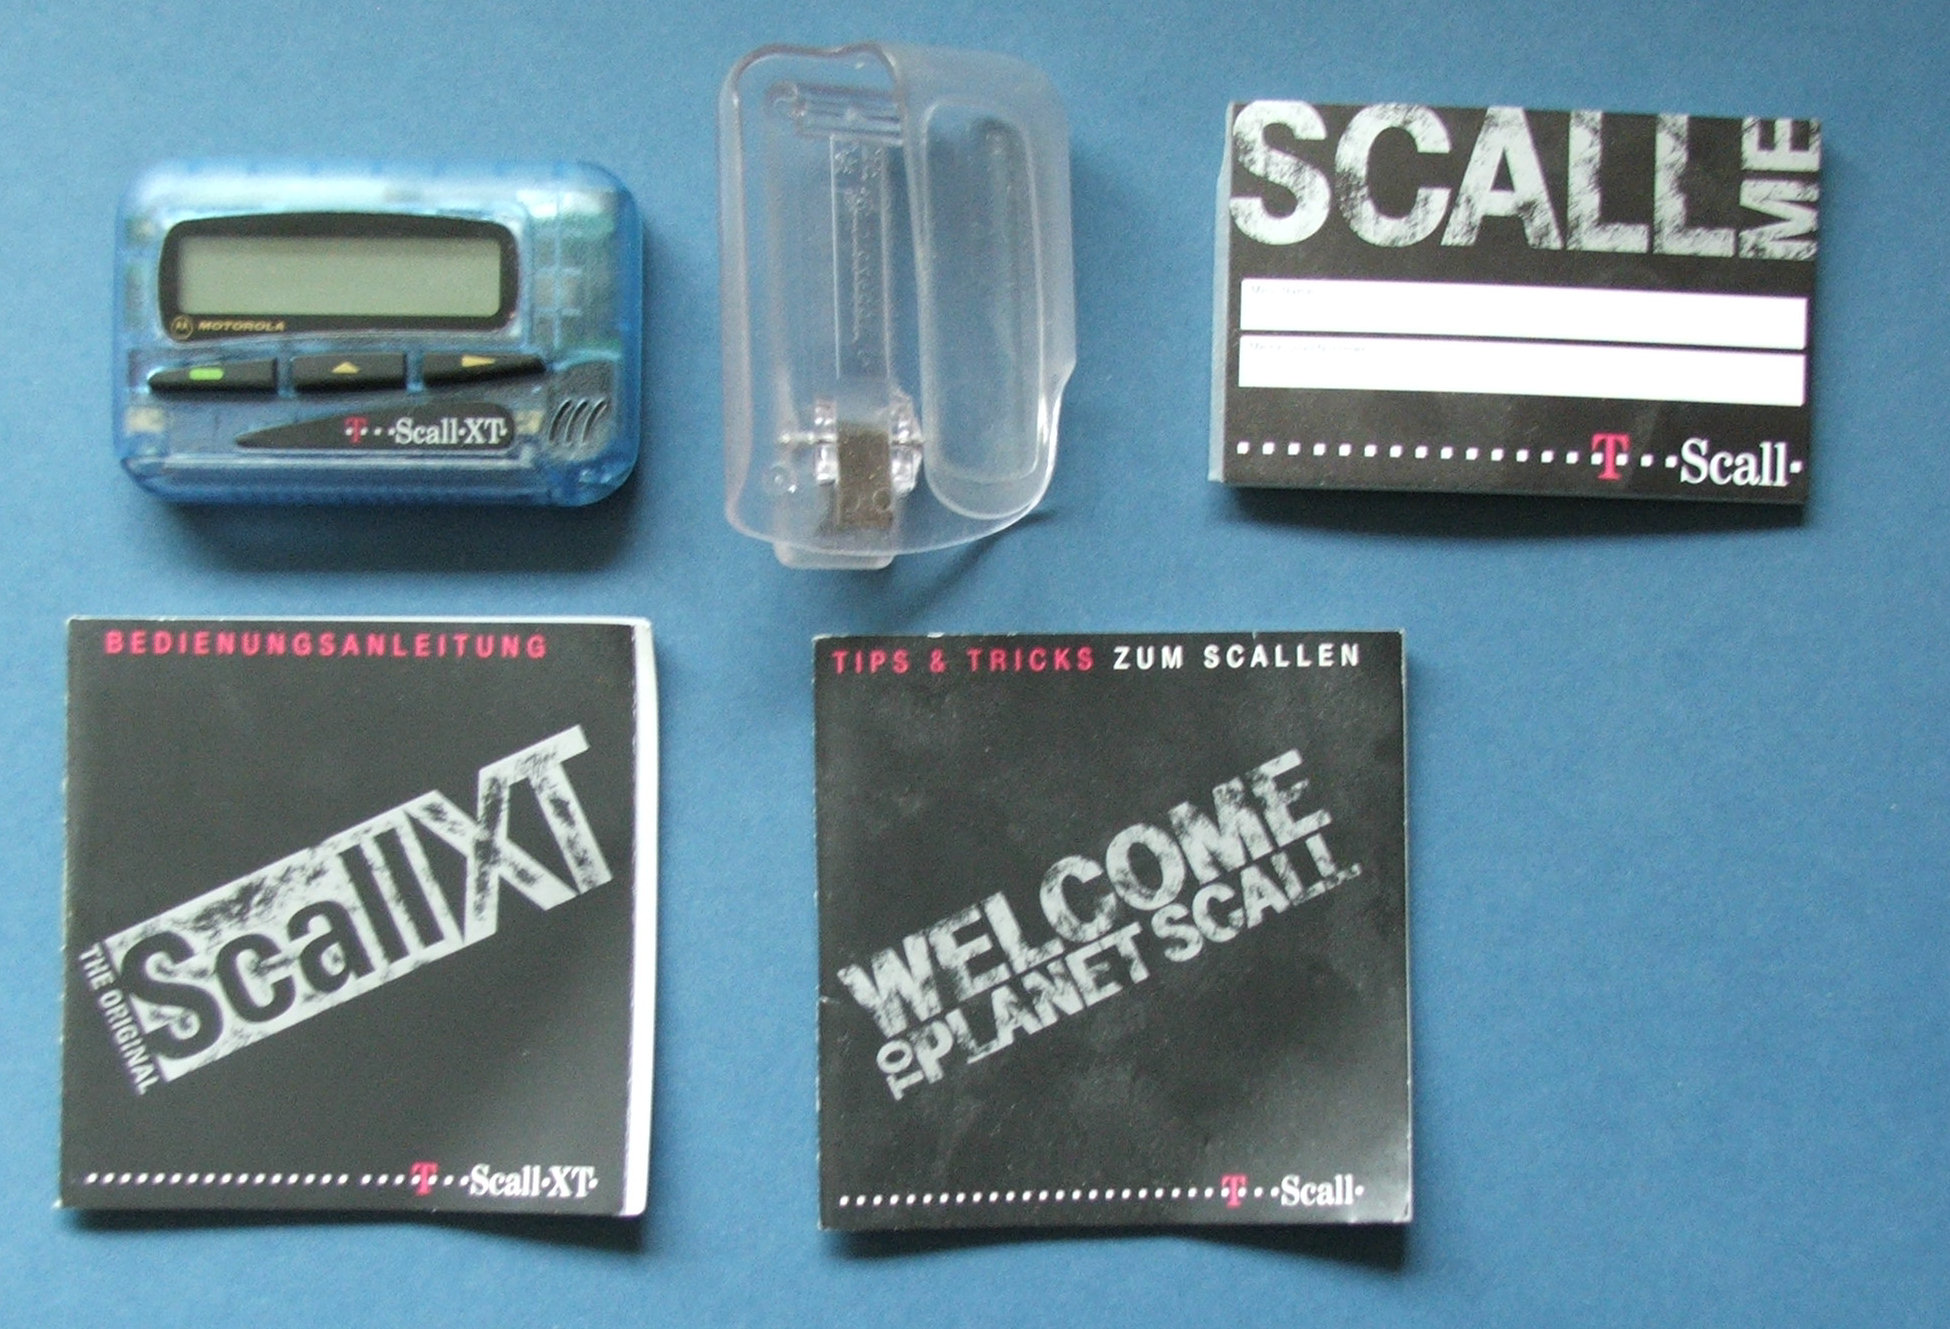 MOTOROLA
T··Scall·XT·
SCALL
ME
T··Scall·
BEDIENUNGSANLEITUNG
ScallXT
THE ORIGINAL
T··Scall·XT·
TIPS & TRICKS ZUM SCALLEN
WELCOME
TO PLANET SCALL
T··Scall·